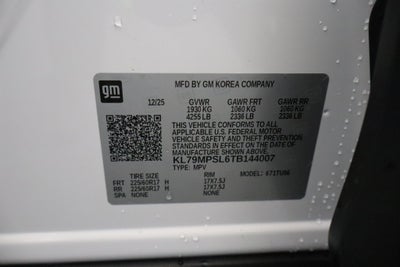 gm
MFD BY GM KOREA COMPANY
12/25 GVWR GAWR FRT GAWR RR
1930 KG 1060 KG 1060 KG
4255 LB 2336 LB 2336 LB
THIS VEHICLE CONFORMS TO ALL
APPLICABLE U.S. FEDERAL MOTOR
VEHICLE SAFETY AND THEFT PREVENTION
STANDARDS IN EFFECT ON THE DATE OF
MANUFACTURE SHOWN ABOVE.
KL79MPSL6TB144007
TYPE: MPV
TIRE SIZE RIM
FRT 225/60R17 H 17X7.5J
RR 225/60R17 H 17X7.5J
SPA NONE NONE